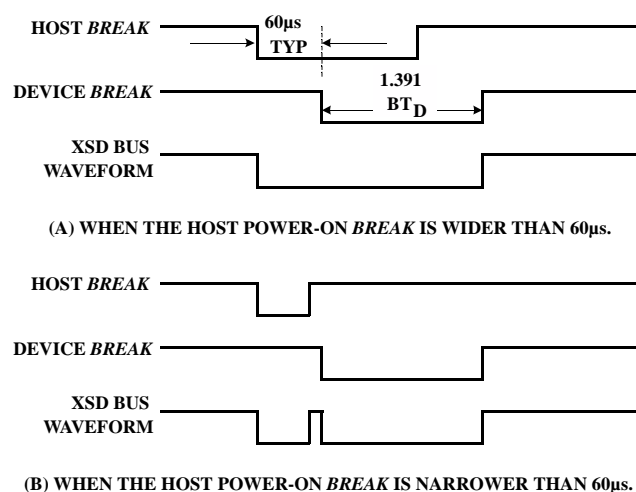 60µs
HOST BREAK
TYP
1.391
DEVICE BREAK
BT_D
XSD BUS
WAVEFORM
(A) WHEN THE HOST POWER-ON BREAK IS WIDER THAN 60µs.
HOST BREAK
DEVICE BREAK
XSD BUS
WAVEFORM
(B) WHEN THE HOST POWER-ON BREAK IS NARROWER THAN 60µs.